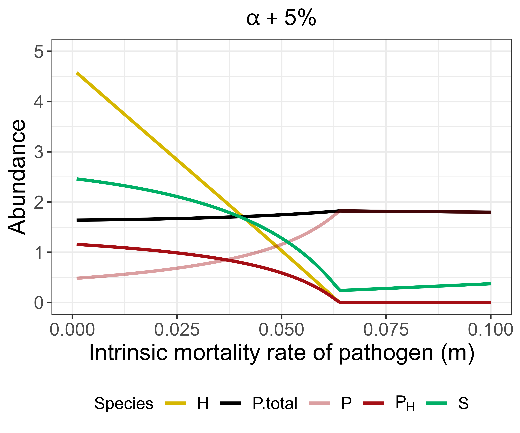 α + 5%
Abundance
5
4
3
2
1
0
0.000 0.025 0.050 0.075 0.100
Intrinsic mortality rate of pathogen (m)
Species H P.total P P_H S